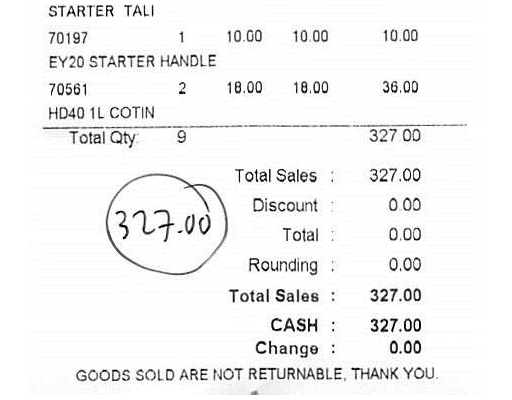 STARTER TALI
70197 1 10.00 10.00 10.00
EY20 STARTER HANDLE
70561 2 18.00 18.00 36.00
HD40 1L COTIN
Total Qty: 9 327.00
Total Sales : 327.00
Discount : 0.00
327.00
Total : 0.00
Rounding : 0.00
Total Sales : 327.00
CASH : 327.00
Change : 0.00
GOODS SOLD ARE NOT RETURNABLE, THANK YOU.